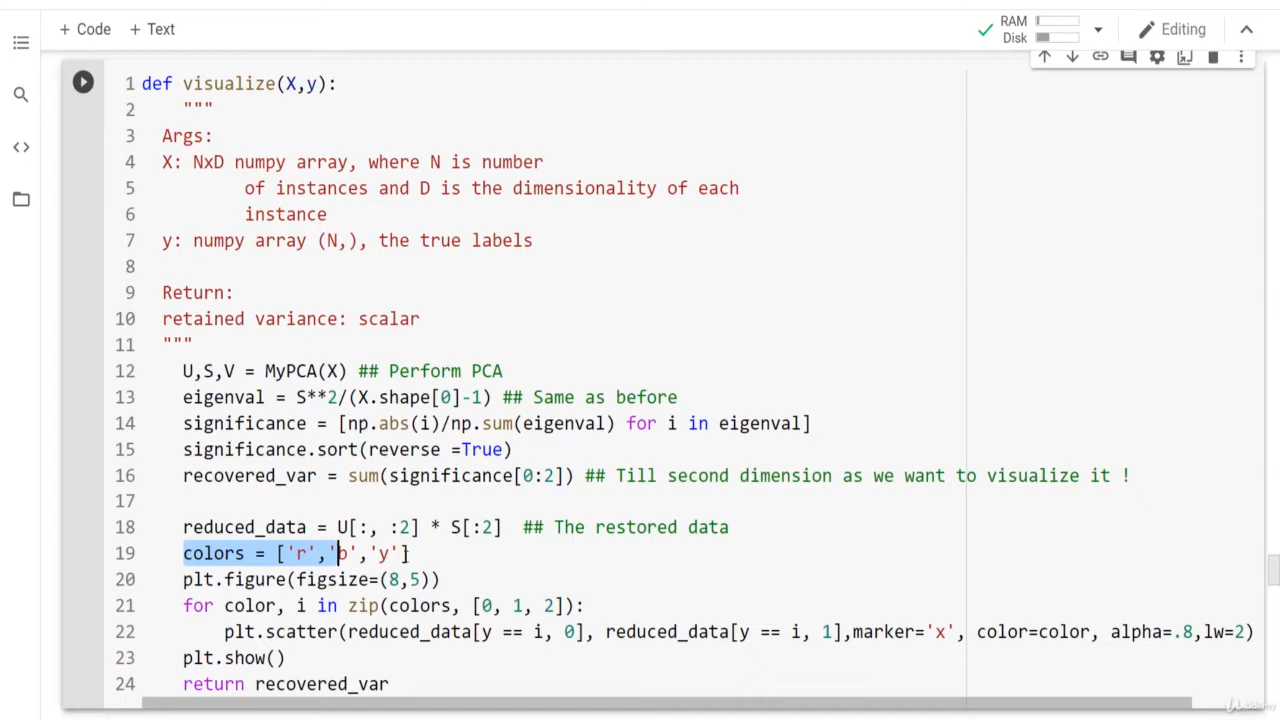 + Code + Text
RAM
Disk
Editing
1 def visualize(X,y):
2 """
3 Args:
4 X: NxD numpy array, where N is number
5 of instances and D is the dimensionality of each
6 instance
7 y: numpy array (N,), the true labels
8
9 Return:
10 retained variance: scalar
11 """
12 U,S,V = MyPCA(X) ## Perform PCA
13 eigenval = S**2/(X.shape[0]-1) ## Same as before
14 significance = [np.abs(i)/np.sum(eigenval) for i in eigenval]
15 significance.sort(reverse =True)
16 recovered_var = sum(significance[0:2]) ## Till second dimension as we want to visualize it !
17
18 reduced_data = U[:, :2] * S[:2] ## The restored data
19 colors = ['r','b','y']
20 plt.figure(figsize=(8,5))
21 for color, i in zip(colors, [0, 1, 2]):
22 plt.scatter(reduced_data[y == i, 0], reduced_data[y == i, 1],marker='x', color=color, alpha=.8,lw=2)
23 plt.show()
24 return recovered_var
Udemy